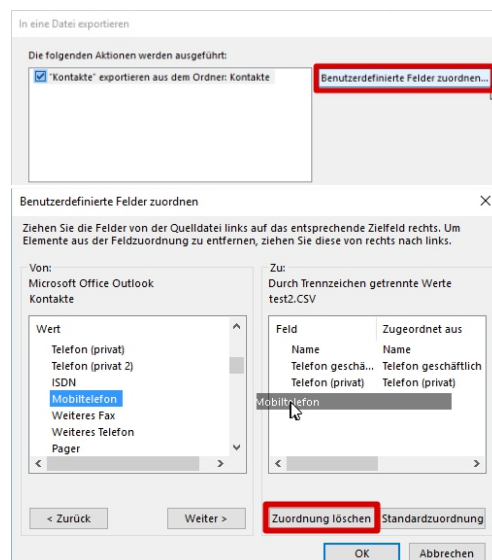 In eine Datei exportieren
Die folgenden Aktionen werden ausgeführt:
"Kontakte" exportieren aus dem Ordner: Kontakte
Benutzerdefinierte Felder zuordnen...
Benutzerdefinierte Felder zuordnen
Ziehen Sie die Felder von der Quelldatei links auf das entsprechende Zielfeld rechts. Um
Elemente aus der Feldzuordnung zu entfernen, ziehen Sie diese von rechts nach links.
Von:
Microsoft Office Outlook
Kontakte
Wert
Telefon (privat)
Telefon (privat 2)
ISDN
Mobiltelefon
Weiteres Fax
Weiteres Telefon
Pager
< Zurück
Weiter >
Zu:
Durch Trennzeichen getrennte Werte
test2.CSV
Feld Zugeordnet aus
Name Name
Telefon geschä... Telefon geschäftlich
Telefon (privat) Telefon (privat)
Mobiltelefon
Zuordnung löschen
Standardzuordnung
OK
Abbrechen